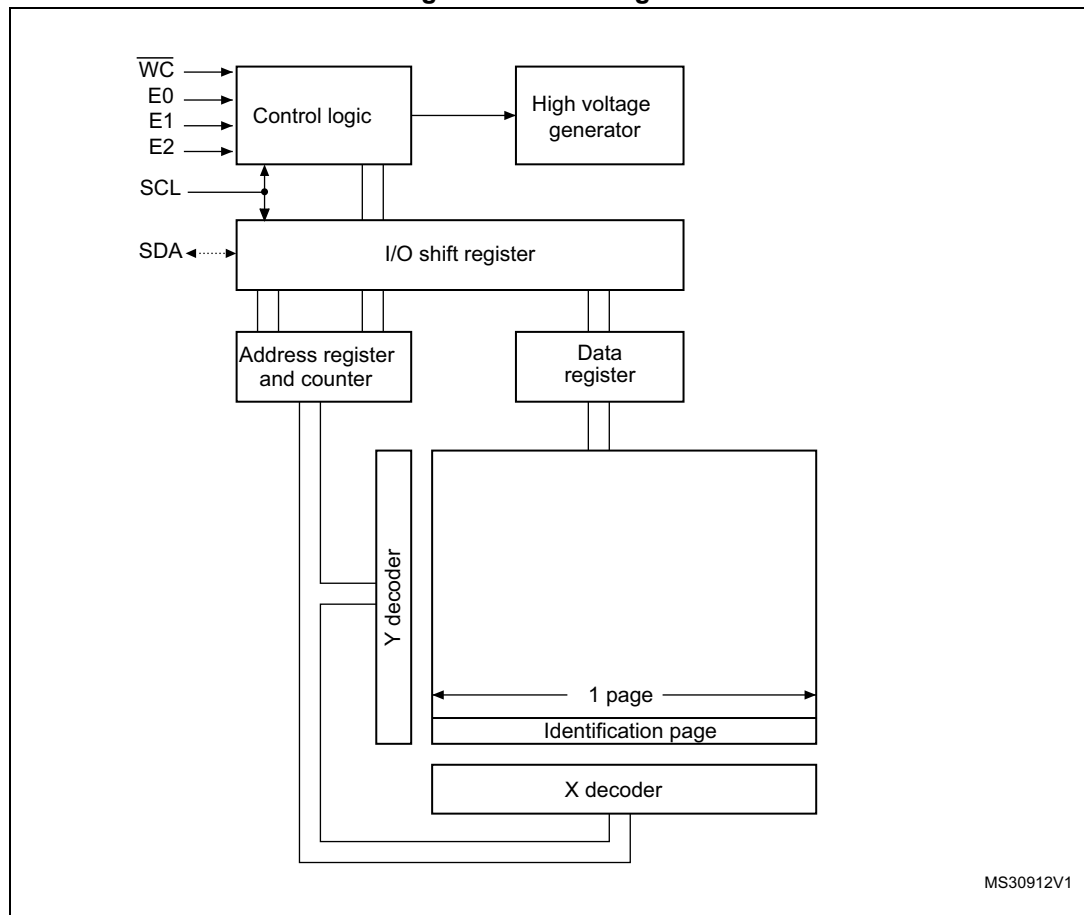 W̅C̅
E0
E1
E2
SCL
SDA
Control logic
High voltage
generator
I/O shift register
Address register
and counter
Data
register
Y decoder
1 page
Identification page
X decoder
MS30912V1